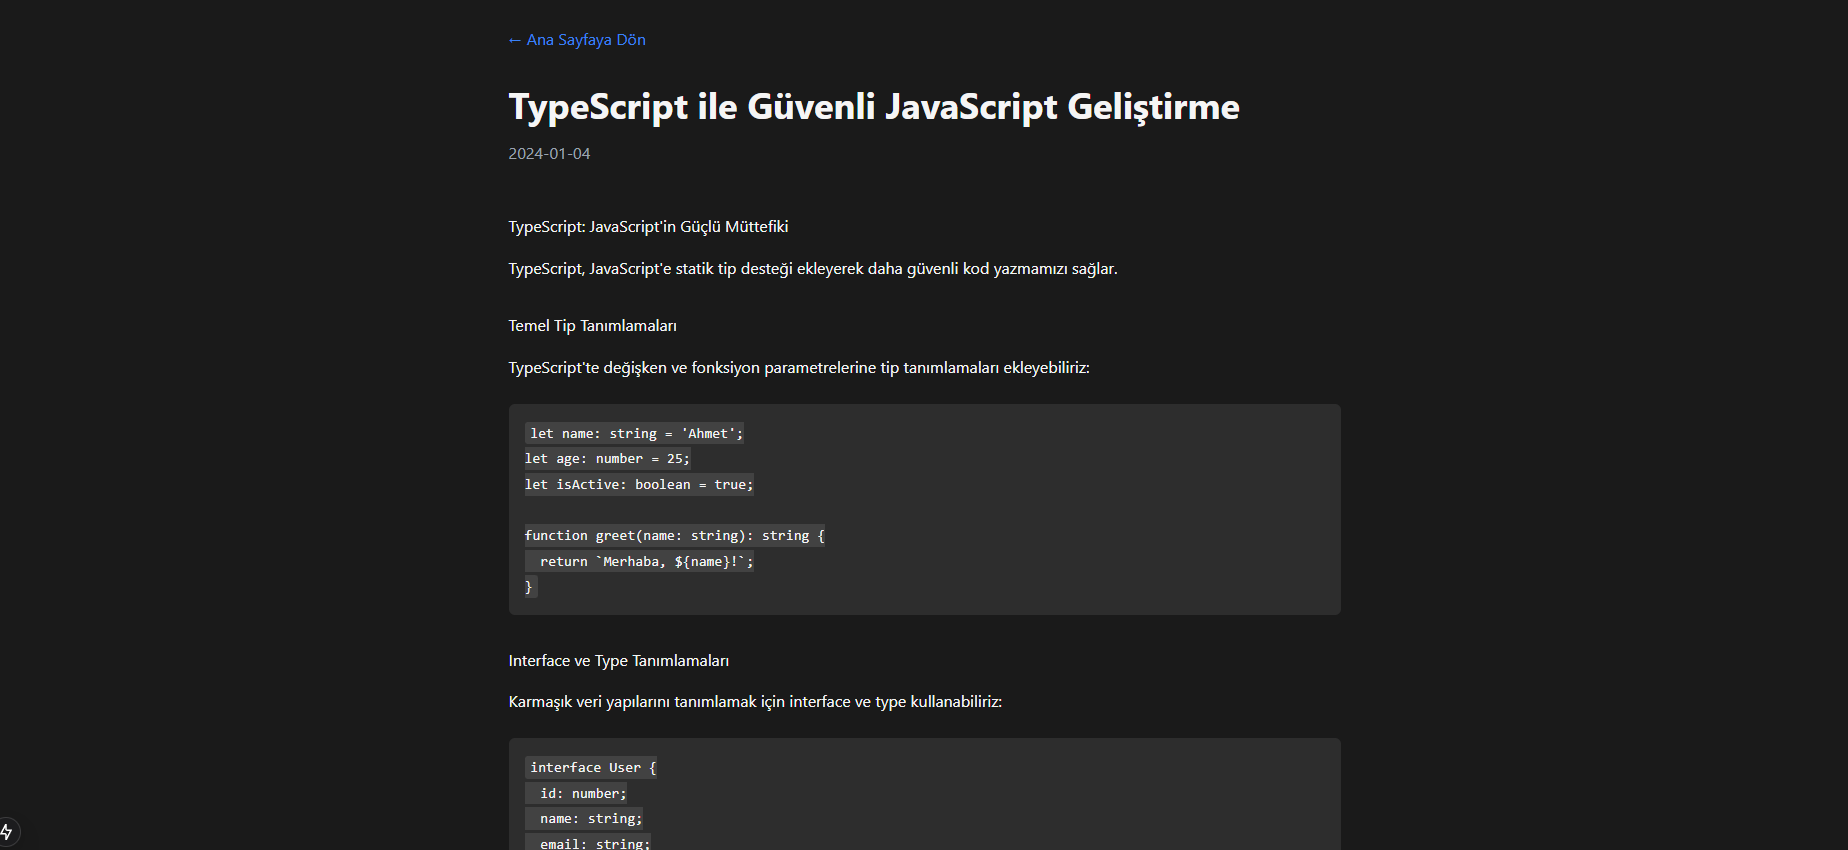 ← Ana Sayfaya Dön
TypeScript ile Güvenli JavaScript Geliştirme
2024-01-04
TypeScript: JavaScript'in Güçlü Müttefiki
TypeScript, JavaScript'e statik tip desteği ekleyerek daha güvenli kod yazmamızı sağlar.
Temel Tip Tanımlamaları
TypeScript'te değişken ve fonksiyon parametrelerine tip tanımlamaları ekleyebiliriz:
let name: string = 'Ahmet';
let age: number = 25;
let isActive: boolean = true;
function greet(name: string): string {
  return `Merhaba, ${name}!`;
}
Interface ve Type Tanımlamaları
Karmaşık veri yapılarını tanımlamak için interface ve type kullanabiliriz:
interface User {
  id: number;
  name: string;
  email: string;